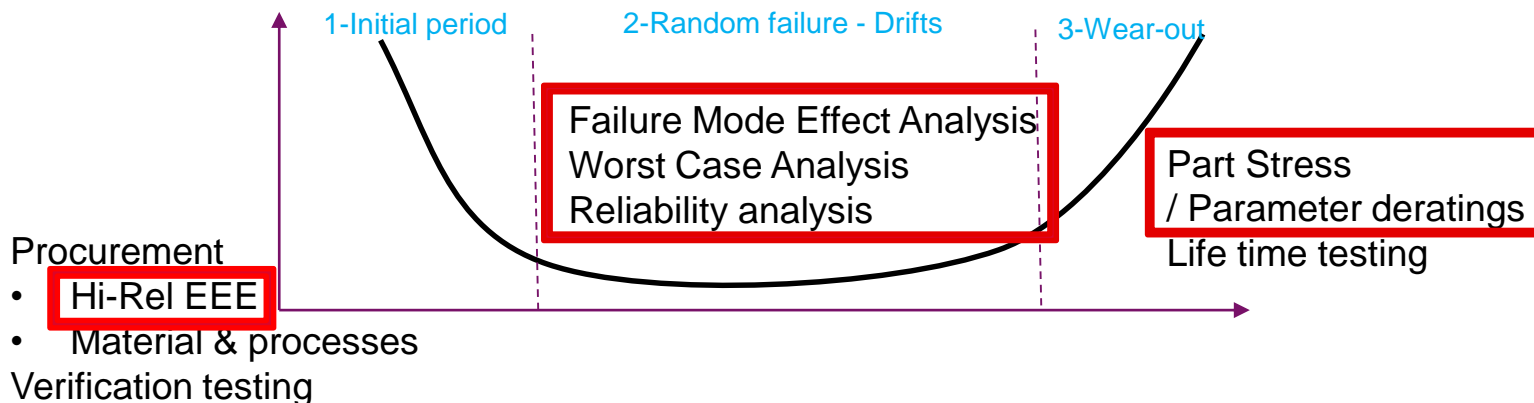 1-Initial period
2-Random failure - Drifts
3-Wear-out
Failure Mode Effect Analysis
Worst Case Analysis
Reliability analysis
Part Stress
/ Parameter deratings
Life time testing
Procurement
• Hi-Rel EEE
• Material & processes
Verification testing